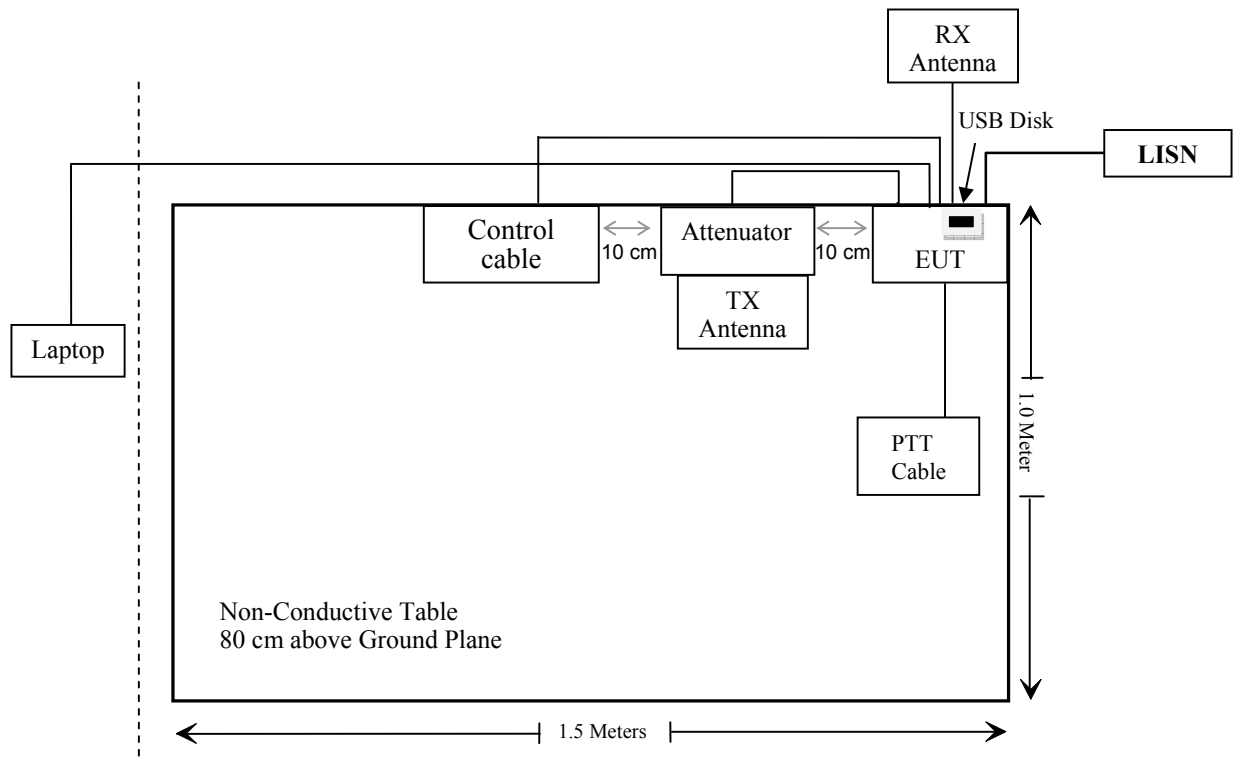 RX
Antenna
USB Disk
LISN
Control
cable
10 cm
Attenuator
10 cm
EUT
TX
Antenna
Laptop
1.0 Meter
PTT
Cable
Non-Conductive Table
80 cm above Ground Plane
1.5 Meters